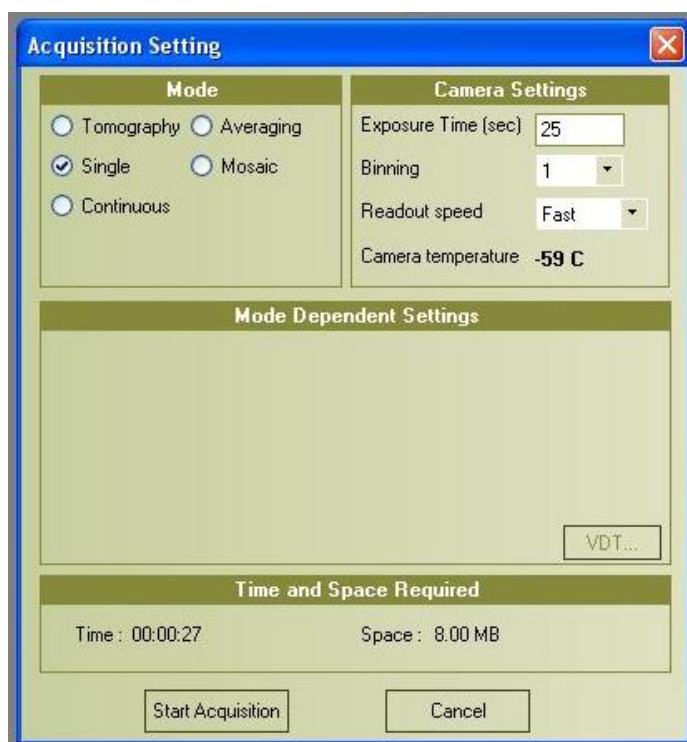 Acquisition Setting
Mode
Tomography Averaging
Single Mosaic
Continuous
Camera Settings
Exposure Time (sec) 25
Binning 1
Readout speed Fast
Camera temperature -59 C
Mode Dependent Settings
VDT...
Time and Space Required
Time : 00:00:27 Space : 8.00 MB
Start Acquisition Cancel